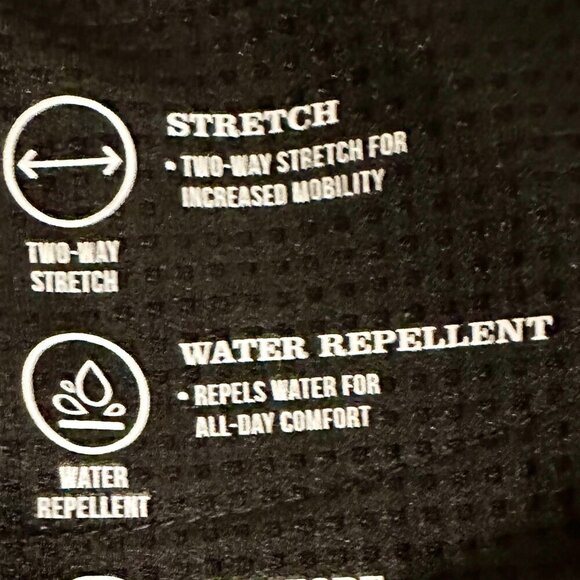 STRETCH
• TWO-WAY STRETCH FOR
INCREASED MOBILITY
TWO-WAY
STRETCH
WATER REPELLENT
• REPELS WATER FOR
ALL-DAY COMFORT
WATER
REPELLENT